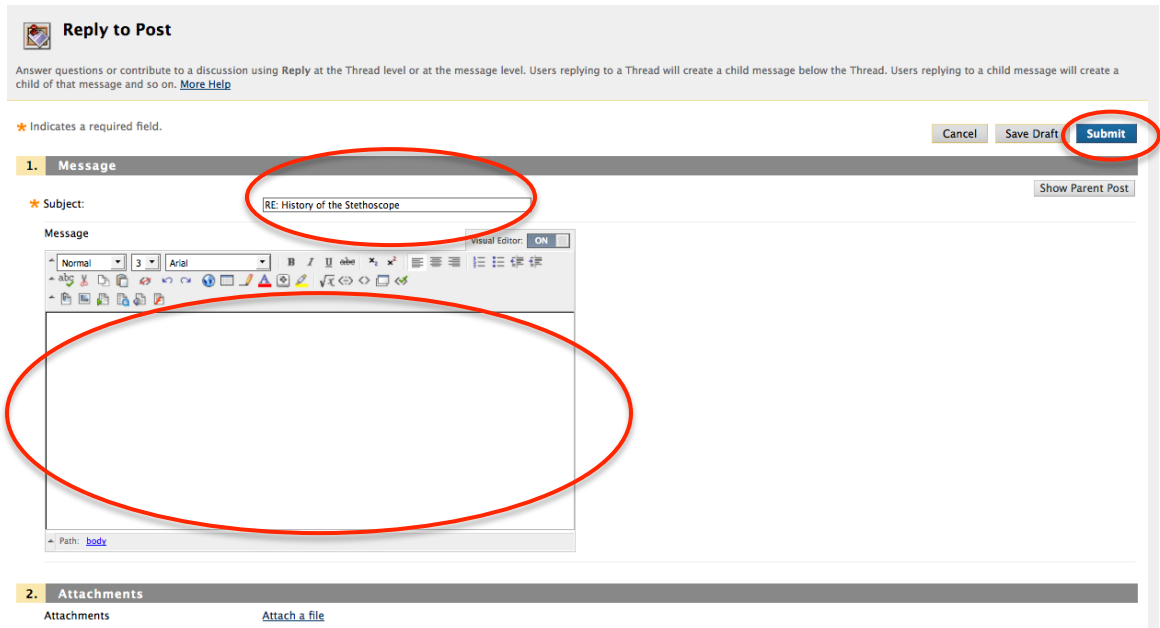 Reply to Post
Answer questions or contribute to a discussion using Reply at the Thread level or at the message level. Users replying to a Thread will create a child message below the Thread. Users replying to a child message will create a
child of that message and so on. More Help
* Indicates a required field.
Cancel Save Draft Submit
1. Message
Show Parent Post
* Subject: RE: History of the Stethoscope
Message
Visual Editor: ON
Normal 3 Arial B I U abc x₂ x²
abc √x
Path: body
2. Attachments
Attachments Attach a file